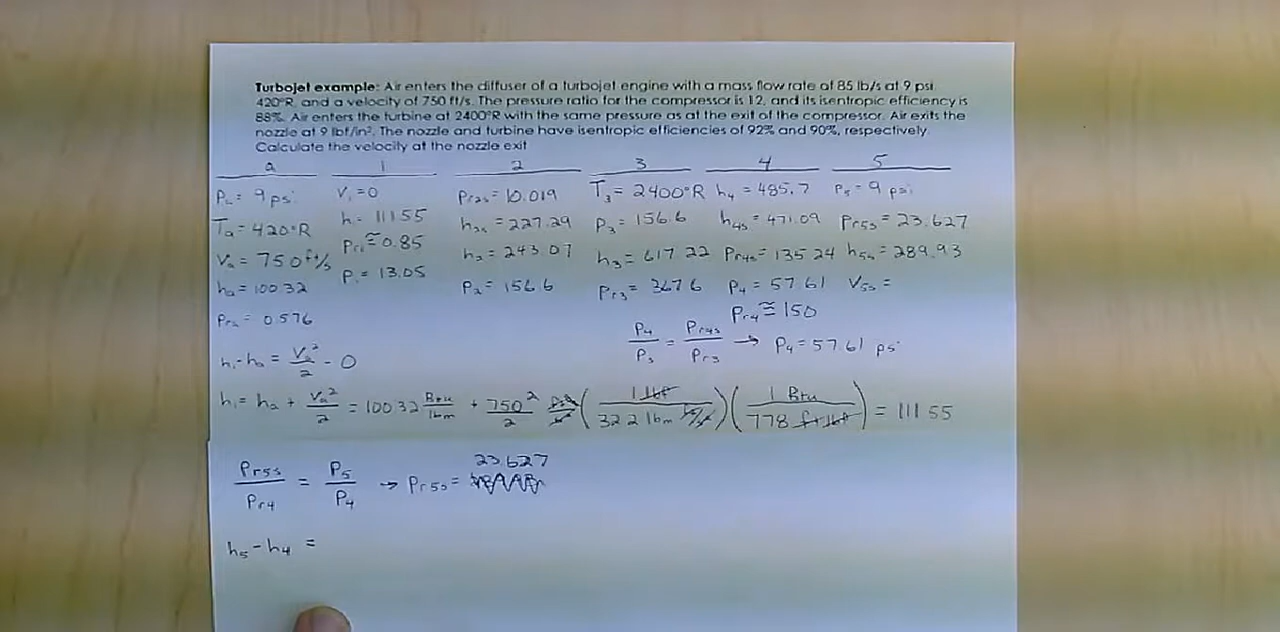 Turbojet example: Air enters the diffuser of a turbojet engine with a mass flow rate of 85 lb/s at 9 psi
420°R, and a velocity of 750 ft/s. The pressure ratio for the compressor is 12, and its isentropic efficiency is
88%. Air enters the turbine at 2400°R with the same pressure as at the exit of the compressor. Air exits the
nozzle at 9 lbf/in². The nozzle and turbine have isentropic efficiencies of 92% and 90%, respectively
Calculate the velocity at the nozzle exit
a 1 2 3 4 5
Pa = 9 psi V1 = 0 Pr2s = 10.019 T3 = 2400°R h4 = 485.7 P5 = 9 psi
Ta = 420°R h1 = 111 55 h2s = 227.29 P3 = 156.6 h4s = 471.09 Pr5s = 23.627
Va = 750 ft/s Pr1 ≅ 0.85 h2 = 243 07 h3 = 617 22 Pr4s = 135 24 h5s = 289.93
ha = 100 32 P1 = 13.05 P2 = 156 6 Pr3 = 367 6 P4 = 57 61 V5s =
Pra = 0.576 Pr4 ≅ 150
P4/P3 = Pr4s/Pr3 → P4 = 57 61 psi
h1 - ha = Va²/2 - 0
h1 = ha + Va²/2 = 100 32 Btu/lbm + 750²/2 ft²/s² (1 lbf/32 2 lbm ft/s²)(1 Btu/778 ft·lbf) = 111 55
Pr5s/Pr4 = P5/P4 → Pr5s = 23.627
h5 - h4 =